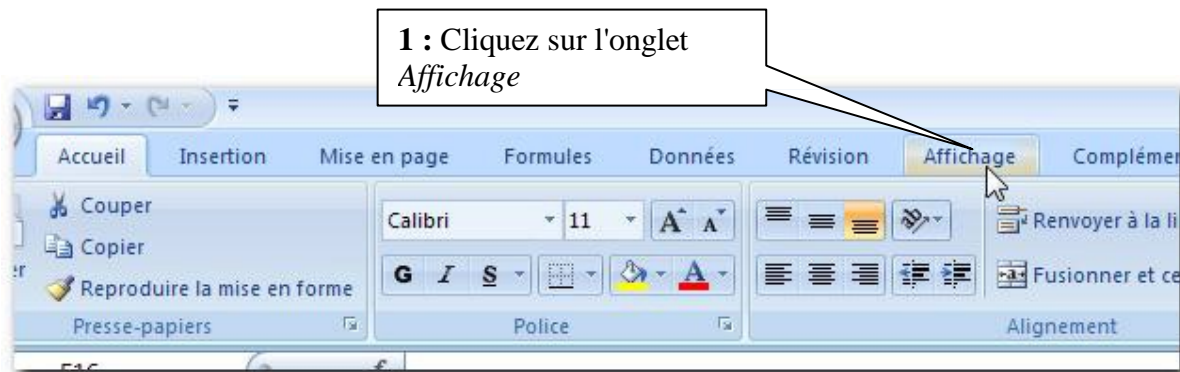 1 : Cliquez sur l'onglet
Affichage
Accueil Insertion Mise en page Formules Données Révision Affichage Complémer
Couper
Copier
Reproduire la mise en forme
Presse-papiers
Calibri 11 A A
G I S A
Police
Renvoyer à la li
Fusionner et ce
Alignement